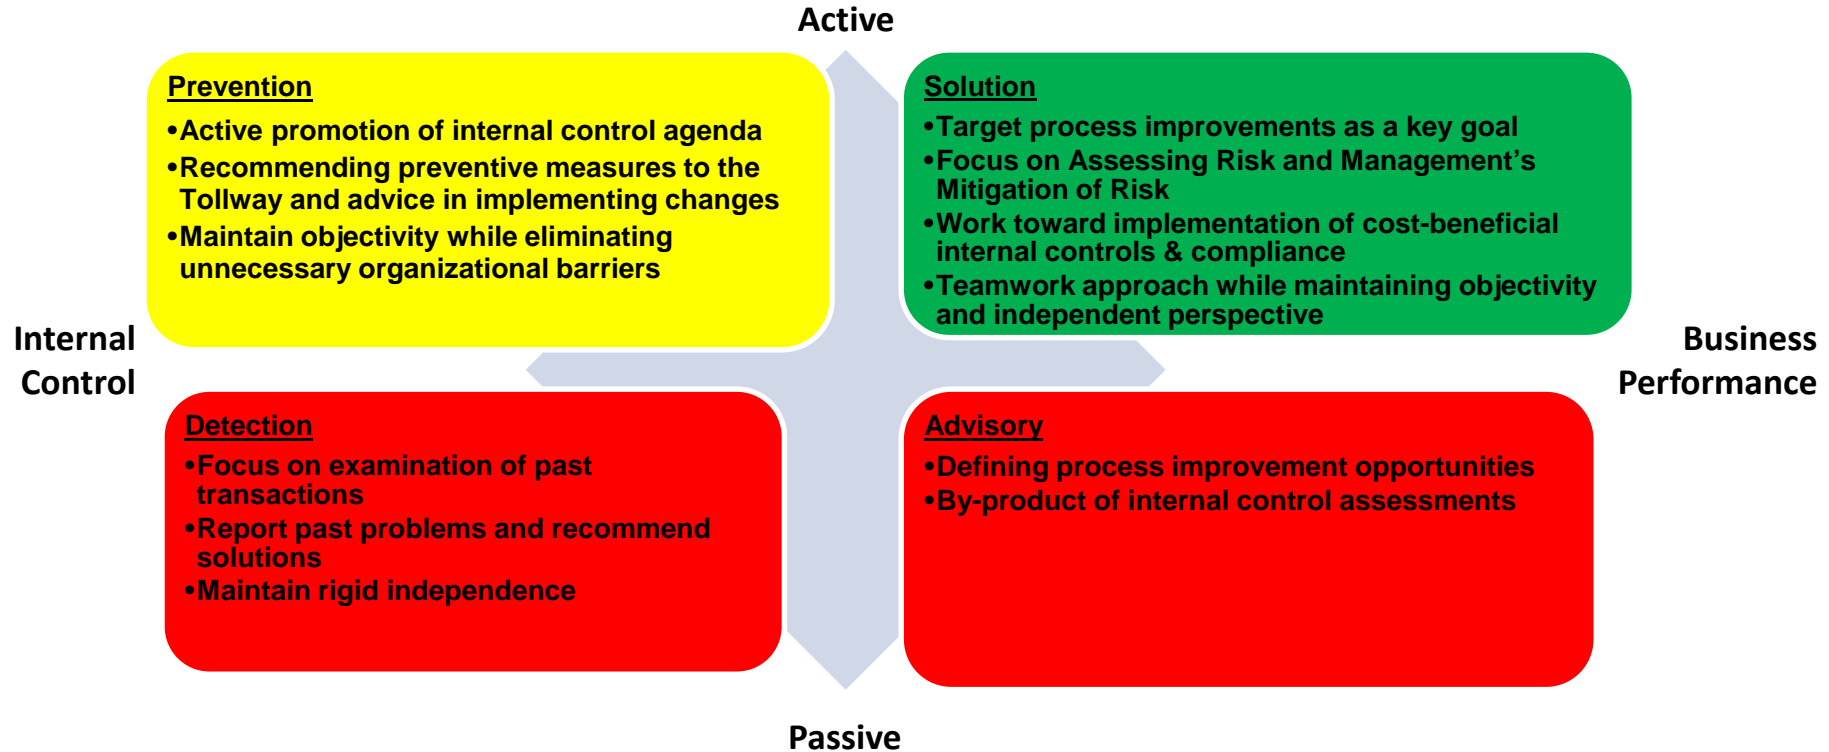 Active
Prevention
•Active promotion of internal control agenda
•Recommending preventive measures to the
Tollway and advice in implementing changes
•Maintain objectivity while eliminating
unnecessary organizational barriers
Solution
•Target process improvements as a key goal
•Focus on Assessing Risk and Management’s
Mitigation of Risk
•Work toward implementation of cost-beneficial
internal controls & compliance
•Teamwork approach while maintaining objectivity
and independent perspective
Internal
Control
Business
Performance
Detection
•Focus on examination of past
transactions
•Report past problems and recommend
solutions
•Maintain rigid independence
Advisory
•Defining process improvement opportunities
•By-product of internal control assessments
Passive